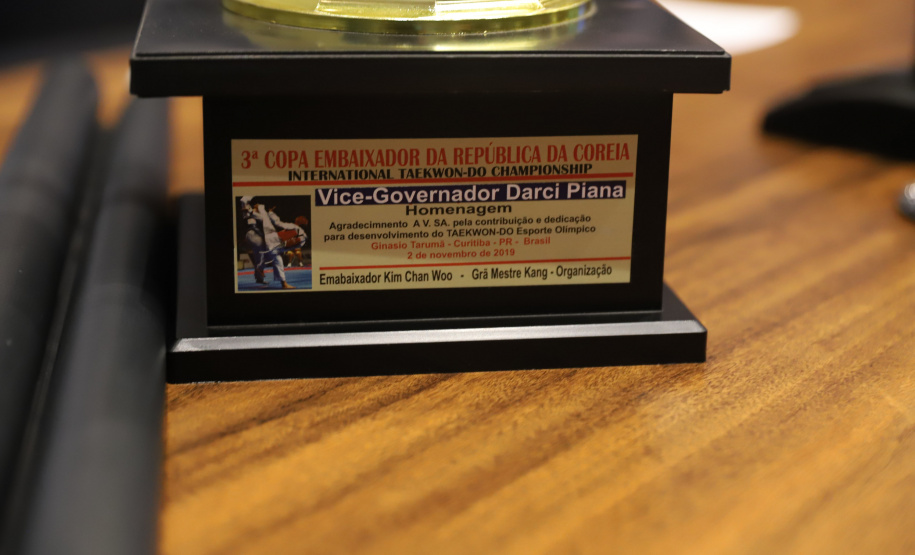 3ª COPA EMBAIXADOR DA REPÚBLICA DA COREIA
INTERNATIONAL TAEKWON-DO CHAMPIONSHIP
Vice-Governador Darci Piana
Homenagem
Agradecimnento A V. SA. pela contribuição e dedicação
para desenvolvimento do TAEKWON-DO Esporte Olímpico
Ginasio Tarumã - Curitiba - PR - Brasil
2 de novembro de 2019
Emabaixador Kim Chan Woo - Grã Mestre Kang - Organização